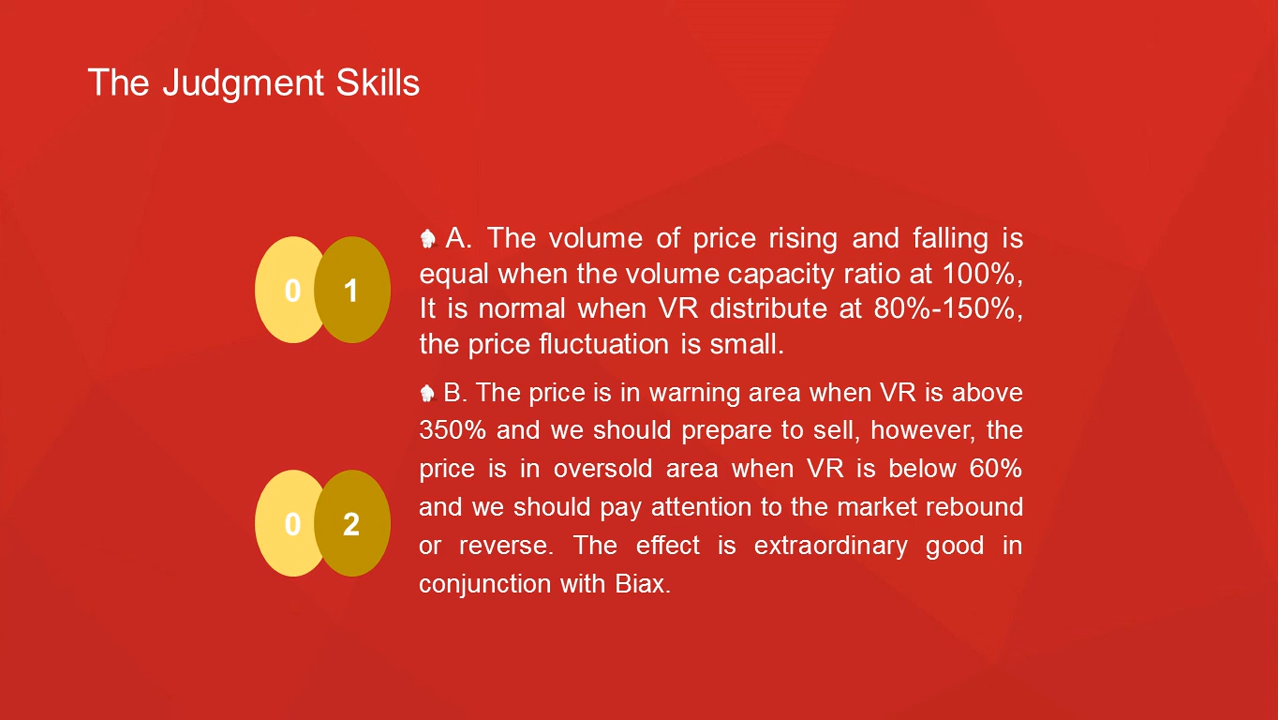 The Judgment Skills
0 1
A. The volume of price rising and falling is
equal when the volume capacity ratio at 100%,
It is normal when VR distribute at 80%-150%,
the price fluctuation is small.
B. The price is in warning area when VR is above
350% and we should prepare to sell, however, the
price is in oversold area when VR is below 60%
and we should pay attention to the market rebound
or reverse. The effect is extraordinary good in
conjunction with Biax.
0 2